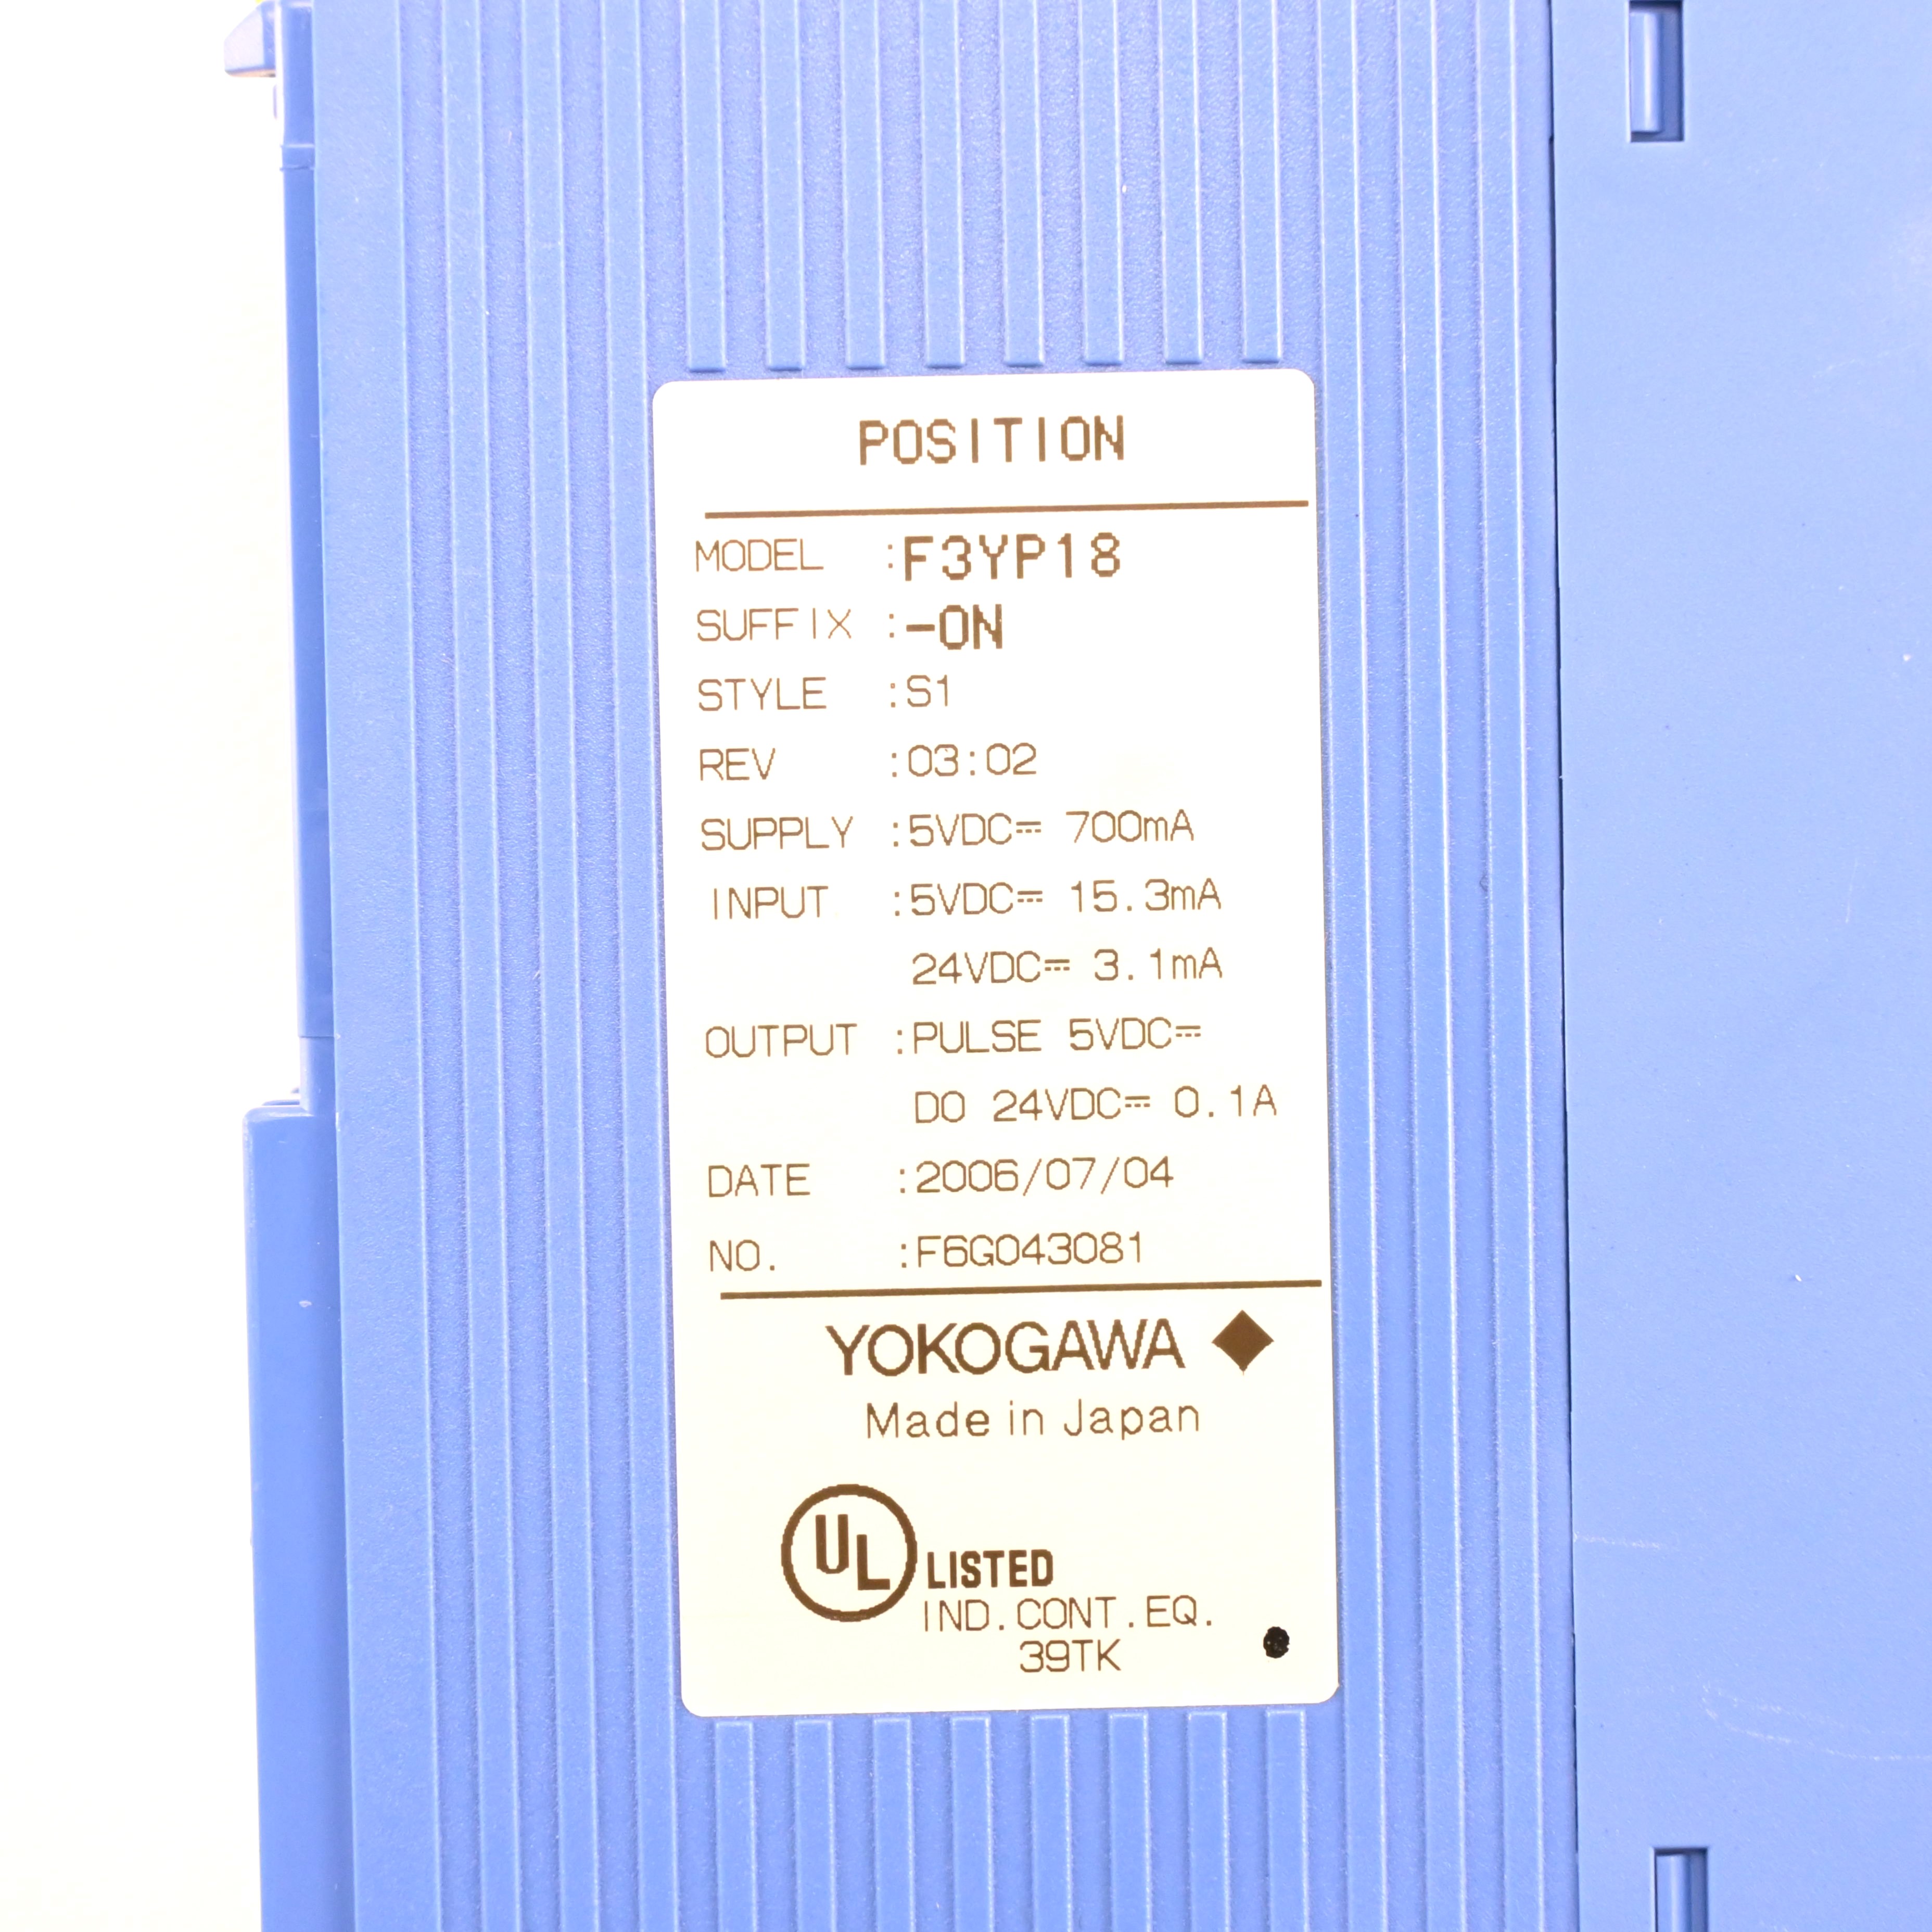 POSITION
MODEL :F3YP18
SUFFIX :-0N
STYLE :S1
REV :03:02
SUPPLY :5VDC⎓ 700mA
INPUT :5VDC⎓ 15.3mA
24VDC⎓ 3.1mA
OUTPUT :PULSE 5VDC⎓
DO 24VDC⎓ 0.1A
DATE :2006/07/04
NO. :F6G043081
YOKOGAWA
Made in Japan
UL LISTED
IND.CONT.EQ.
39TK